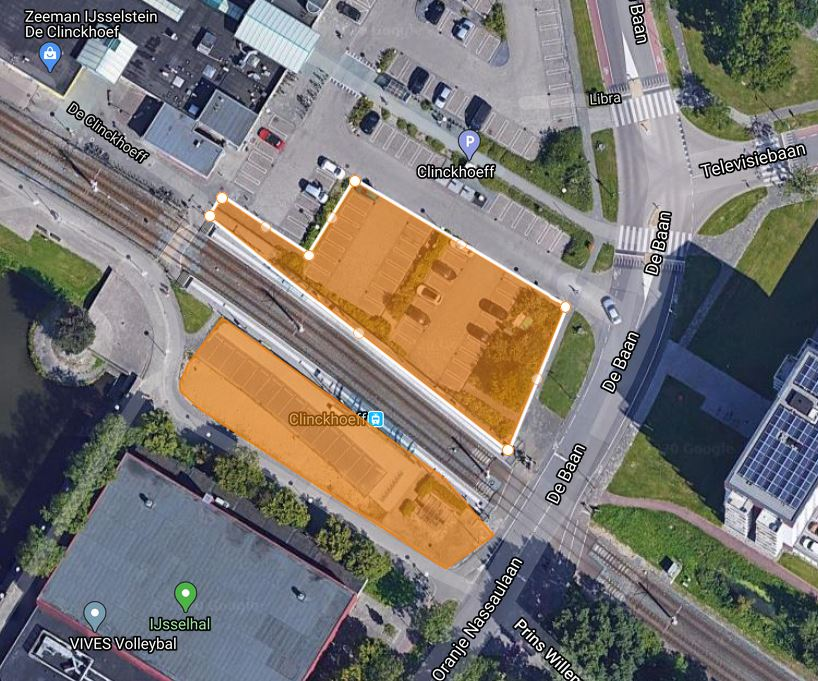 Zeeman IJsselstein
De Clinckhoef
Baan
De Clinckhoeff
Libra
P
Clinckhoeff
Televisiebaan
De Baan
De Baan
Clinckhoeff
De Baan
IJsselhal
VIVES Volleybal
Oranje Nassaulaan
Prins Willem